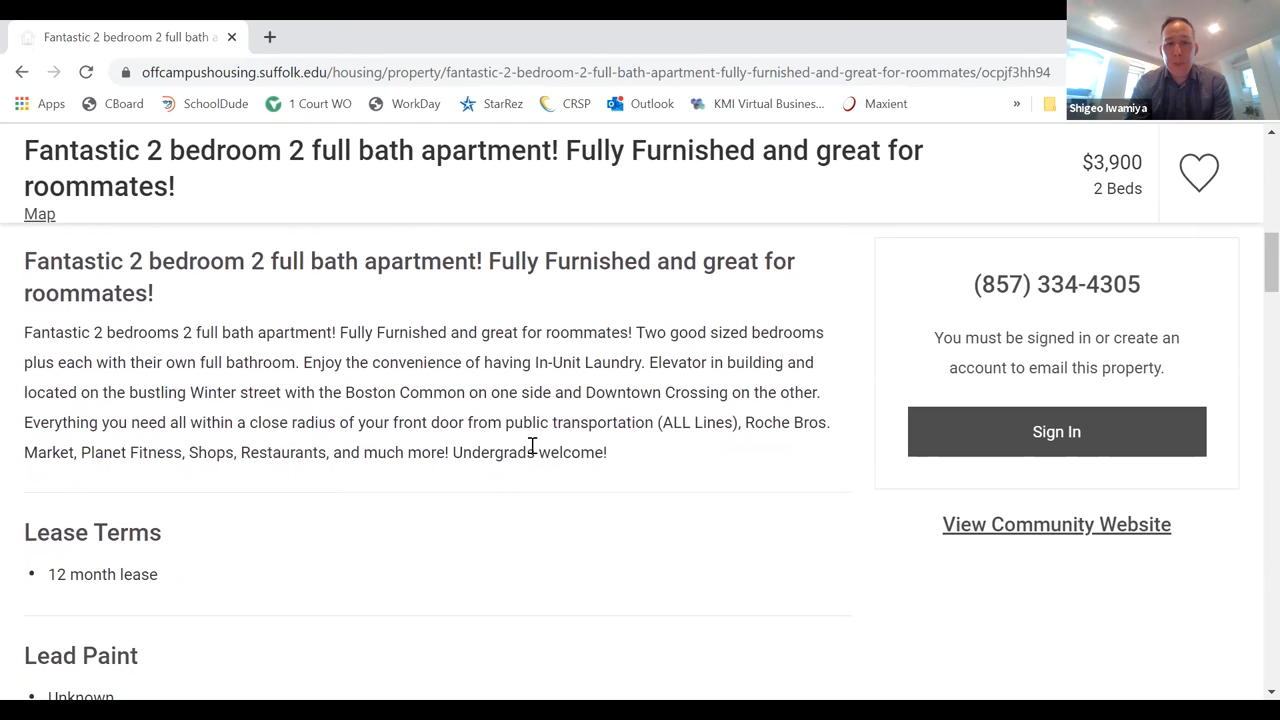 Fantastic 2 bedroom 2 full bath a
offcampushousing.suffolk.edu/housing/property/fantastic-2-bedroom-2-full-bath-apartment-fully-furnished-and-great-for-roommates/ocpjf3hh94
Apps CBoard SchoolDude 1 Court WO WorkDay StarRez CRSP Outlook KMI Virtual Busines... Maxient »
Shigeo Iwamiya
Fantastic 2 bedroom 2 full bath apartment! Fully Furnished and great for
roommates!
Map
$3,900
2 Beds
Fantastic 2 bedroom 2 full bath apartment! Fully Furnished and great for
roommates!
Fantastic 2 bedrooms 2 full bath apartment! Fully Furnished and great for roommates! Two good sized bedrooms
plus each with their own full bathroom. Enjoy the convenience of having In-Unit Laundry. Elevator in building and
located on the bustling Winter street with the Boston Common on one side and Downtown Crossing on the other.
Everything you need all within a close radius of your front door from public transportation (ALL Lines), Roche Bros.
Market, Planet Fitness, Shops, Restaurants, and much more! Undergrads welcome!
Lease Terms
• 12 month lease
Lead Paint
Unknown
(857) 334-4305
You must be signed in or create an
account to email this property.
Sign In
View Community Website